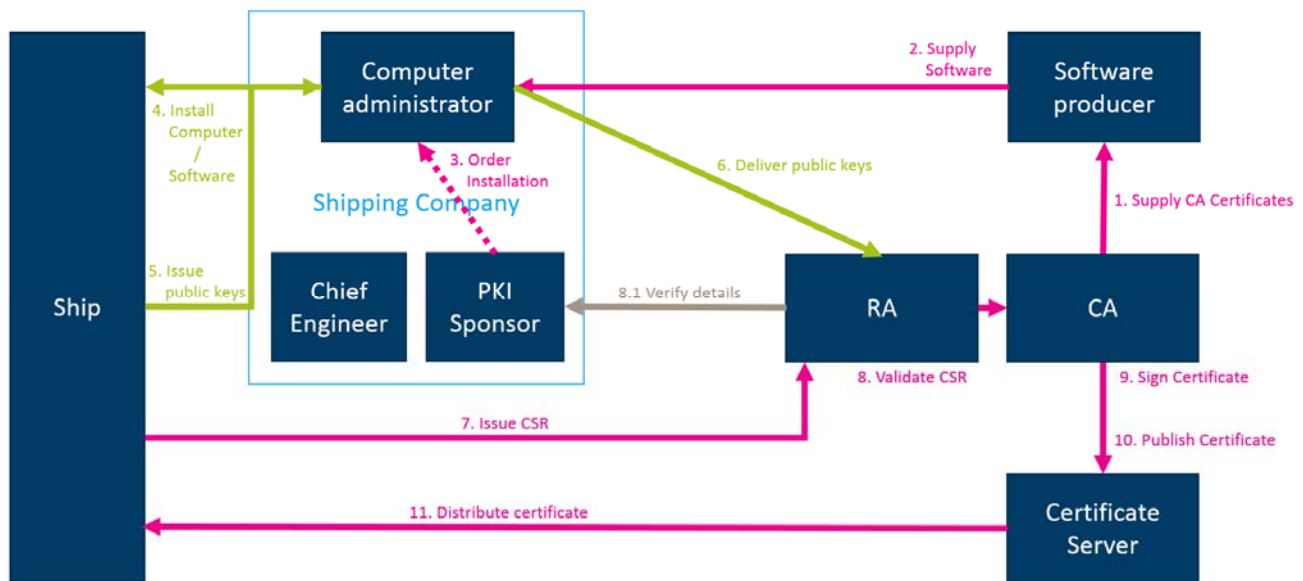 Computer
administrator
2. Supply
Software
Software
producer
4. Install
Computer
/
Software
3. Order
Installation
6. Deliver public keys
Shipping Company
1. Supply CA Certificates
5. Issue
public keys
Ship
Chief
Engineer
PKI
Sponsor
8.1 Verify details
RA
CA
8. Validate CSR
9. Sign Certificate
7. Issue CSR
10. Publish Certificate
11. Distribute certificate
Certificate
Server